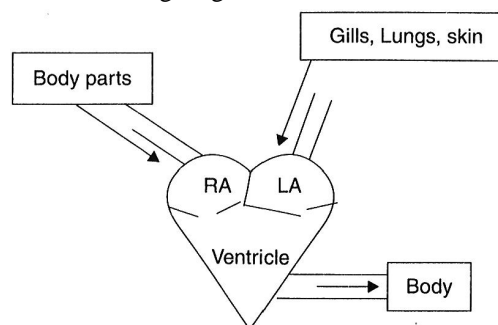 Gills, Lungs, skin
Body parts
RA
LA
Ventricle
Body